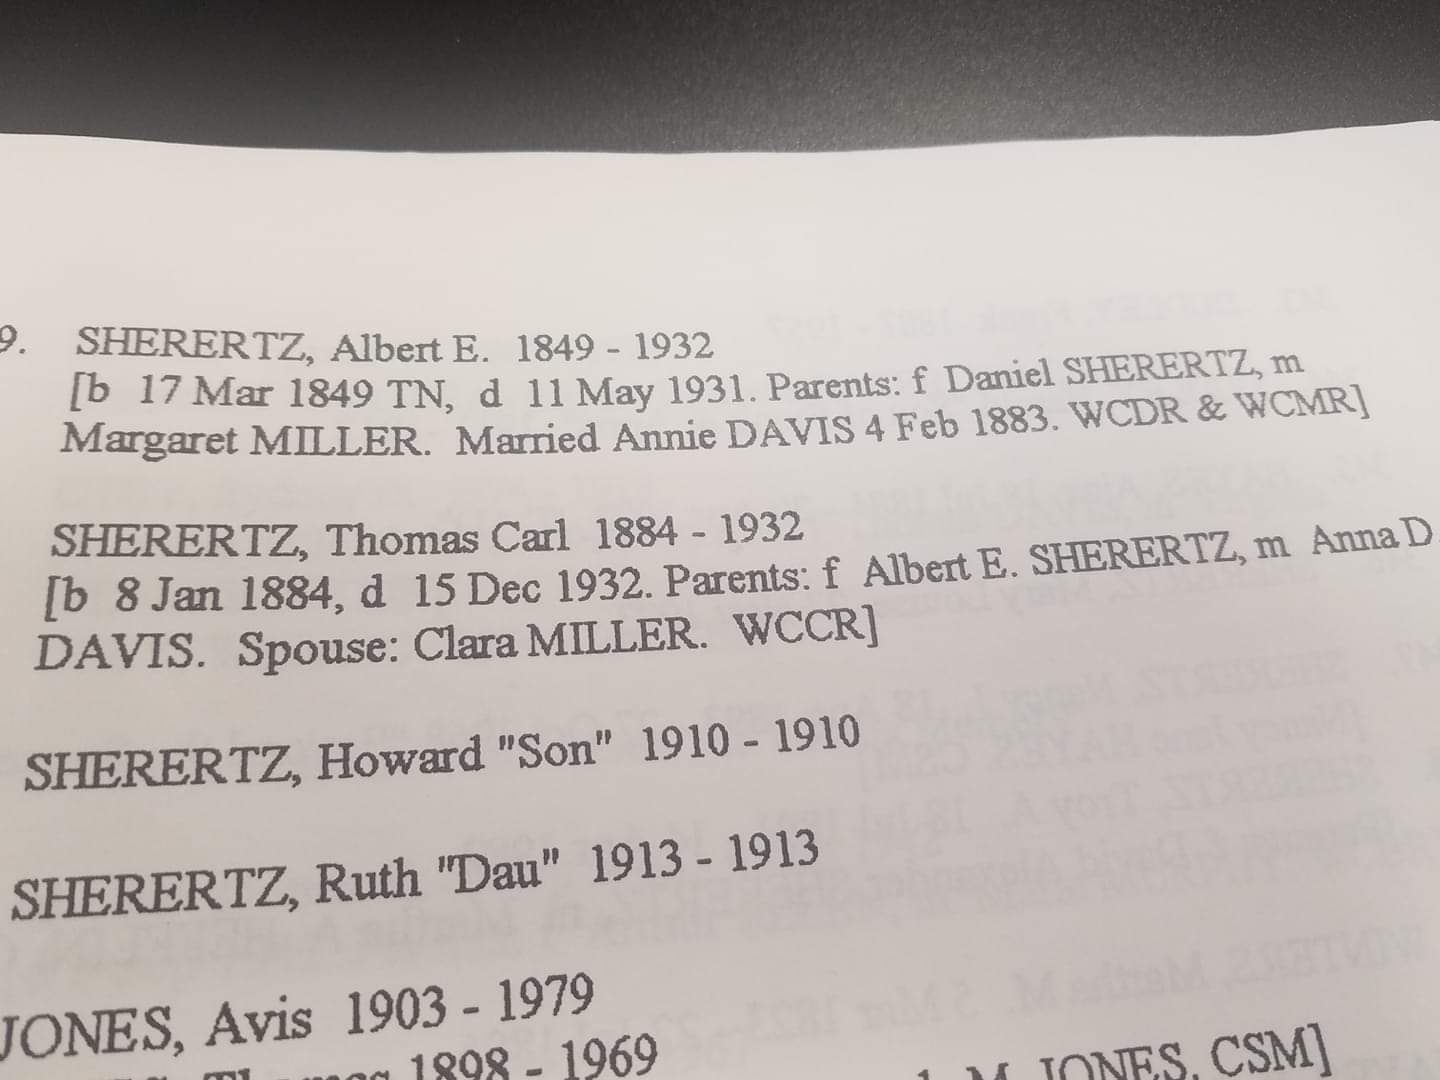 9. SHERERTZ, Albert E. 1849 - 1932
[b 17 Mar 1849 TN, d 11 May 1931. Parents: f Daniel SHERERTZ, m
Margaret MILLER. Married Annie DAVIS 4 Feb 1883. WCDR & WCMR]
SHERERTZ, Thomas Carl 1884 - 1932
[b 8 Jan 1884, d 15 Dec 1932. Parents: f Albert E. SHERERTZ, m Anna D
DAVIS. Spouse: Clara MILLER. WCCR]
SHERERTZ, Howard "Son" 1910 - 1910
SHERERTZ, Ruth "Dau" 1913 - 1913
JONES, Avis 1903 - 1979
Thomas 1898 - 1969
M. JONES, CSM]